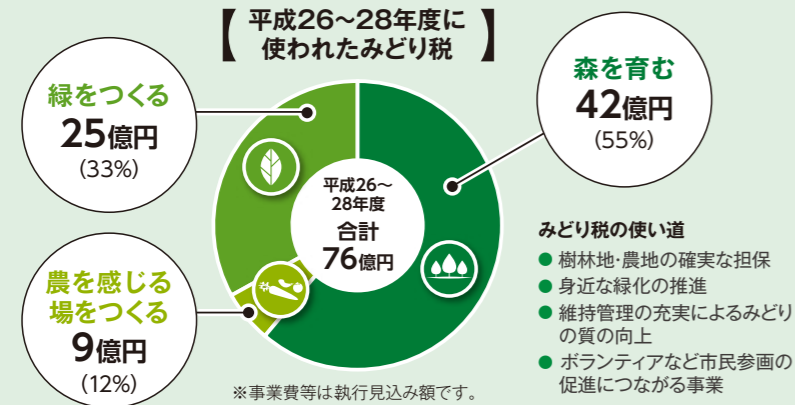 【 平成26～28年度に
使われたみどり税 】
緑をつくる
25億円
(33%)
森を育む
42億円
(55%)
平成26～
28年度
合計
76億円
農を感じる
場をつくる
9億円
(12%)
みどり税の使い道
● 樹林地・農地の確実な担保
● 身近な緑化の推進
● 維持管理の充実によるみどり
の質の向上
● ボランティアなど市民参画の
促進につながる事業
※事業費等は執行見込み額です。